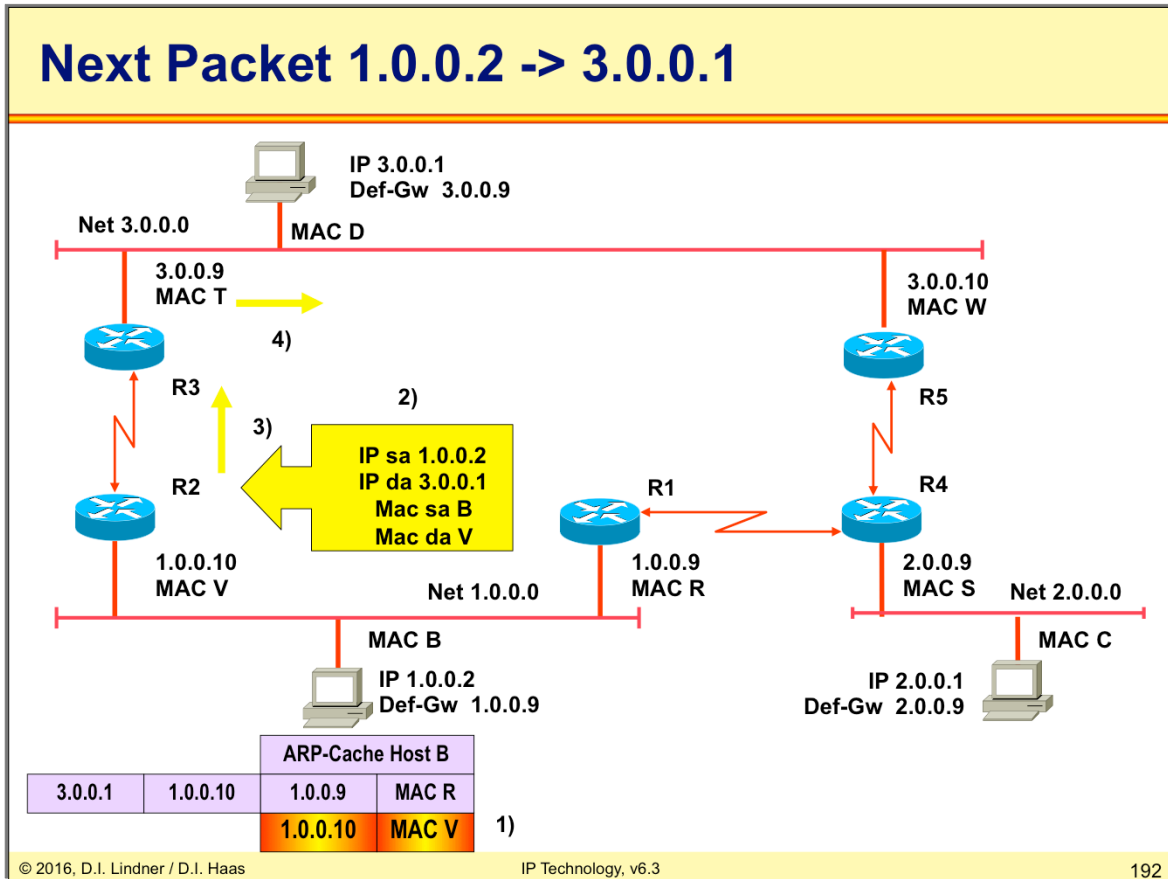 Next Packet 1.0.0.2 -> 3.0.0.1
IP 3.0.0.1
Def-Gw 3.0.0.9
Net 3.0.0.0
MAC D
3.0.0.9
MAC T
3.0.0.10
MAC W
4)
R3
R5
2)
3)
IP sa 1.0.0.2
IP da 3.0.0.1
Mac sa B
Mac da V
R2
R1
R4
1.0.0.10
MAC V
1.0.0.9
MAC R
2.0.0.9
MAC S
Net 1.0.0.0
Net 2.0.0.0
MAC B
MAC C
IP 1.0.0.2
Def-Gw 1.0.0.9
IP 2.0.0.1
Def-Gw 2.0.0.9
ARP-Cache Host B
3.0.0.1 1.0.0.10 1.0.0.9 MAC R
1.0.0.10 MAC V 1)
© 2016, D.I. Lindner / D.I. Haas IP Technology, v6.3 192